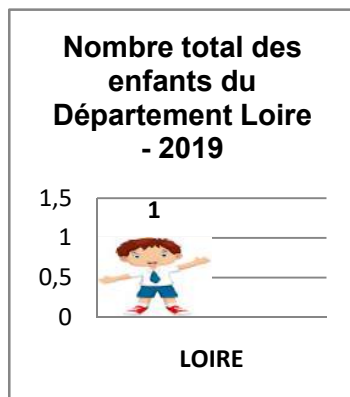 Nombre total des
enfants du
Département Loire
- 2019
1,5
1
1
0,5
0
LOIRE